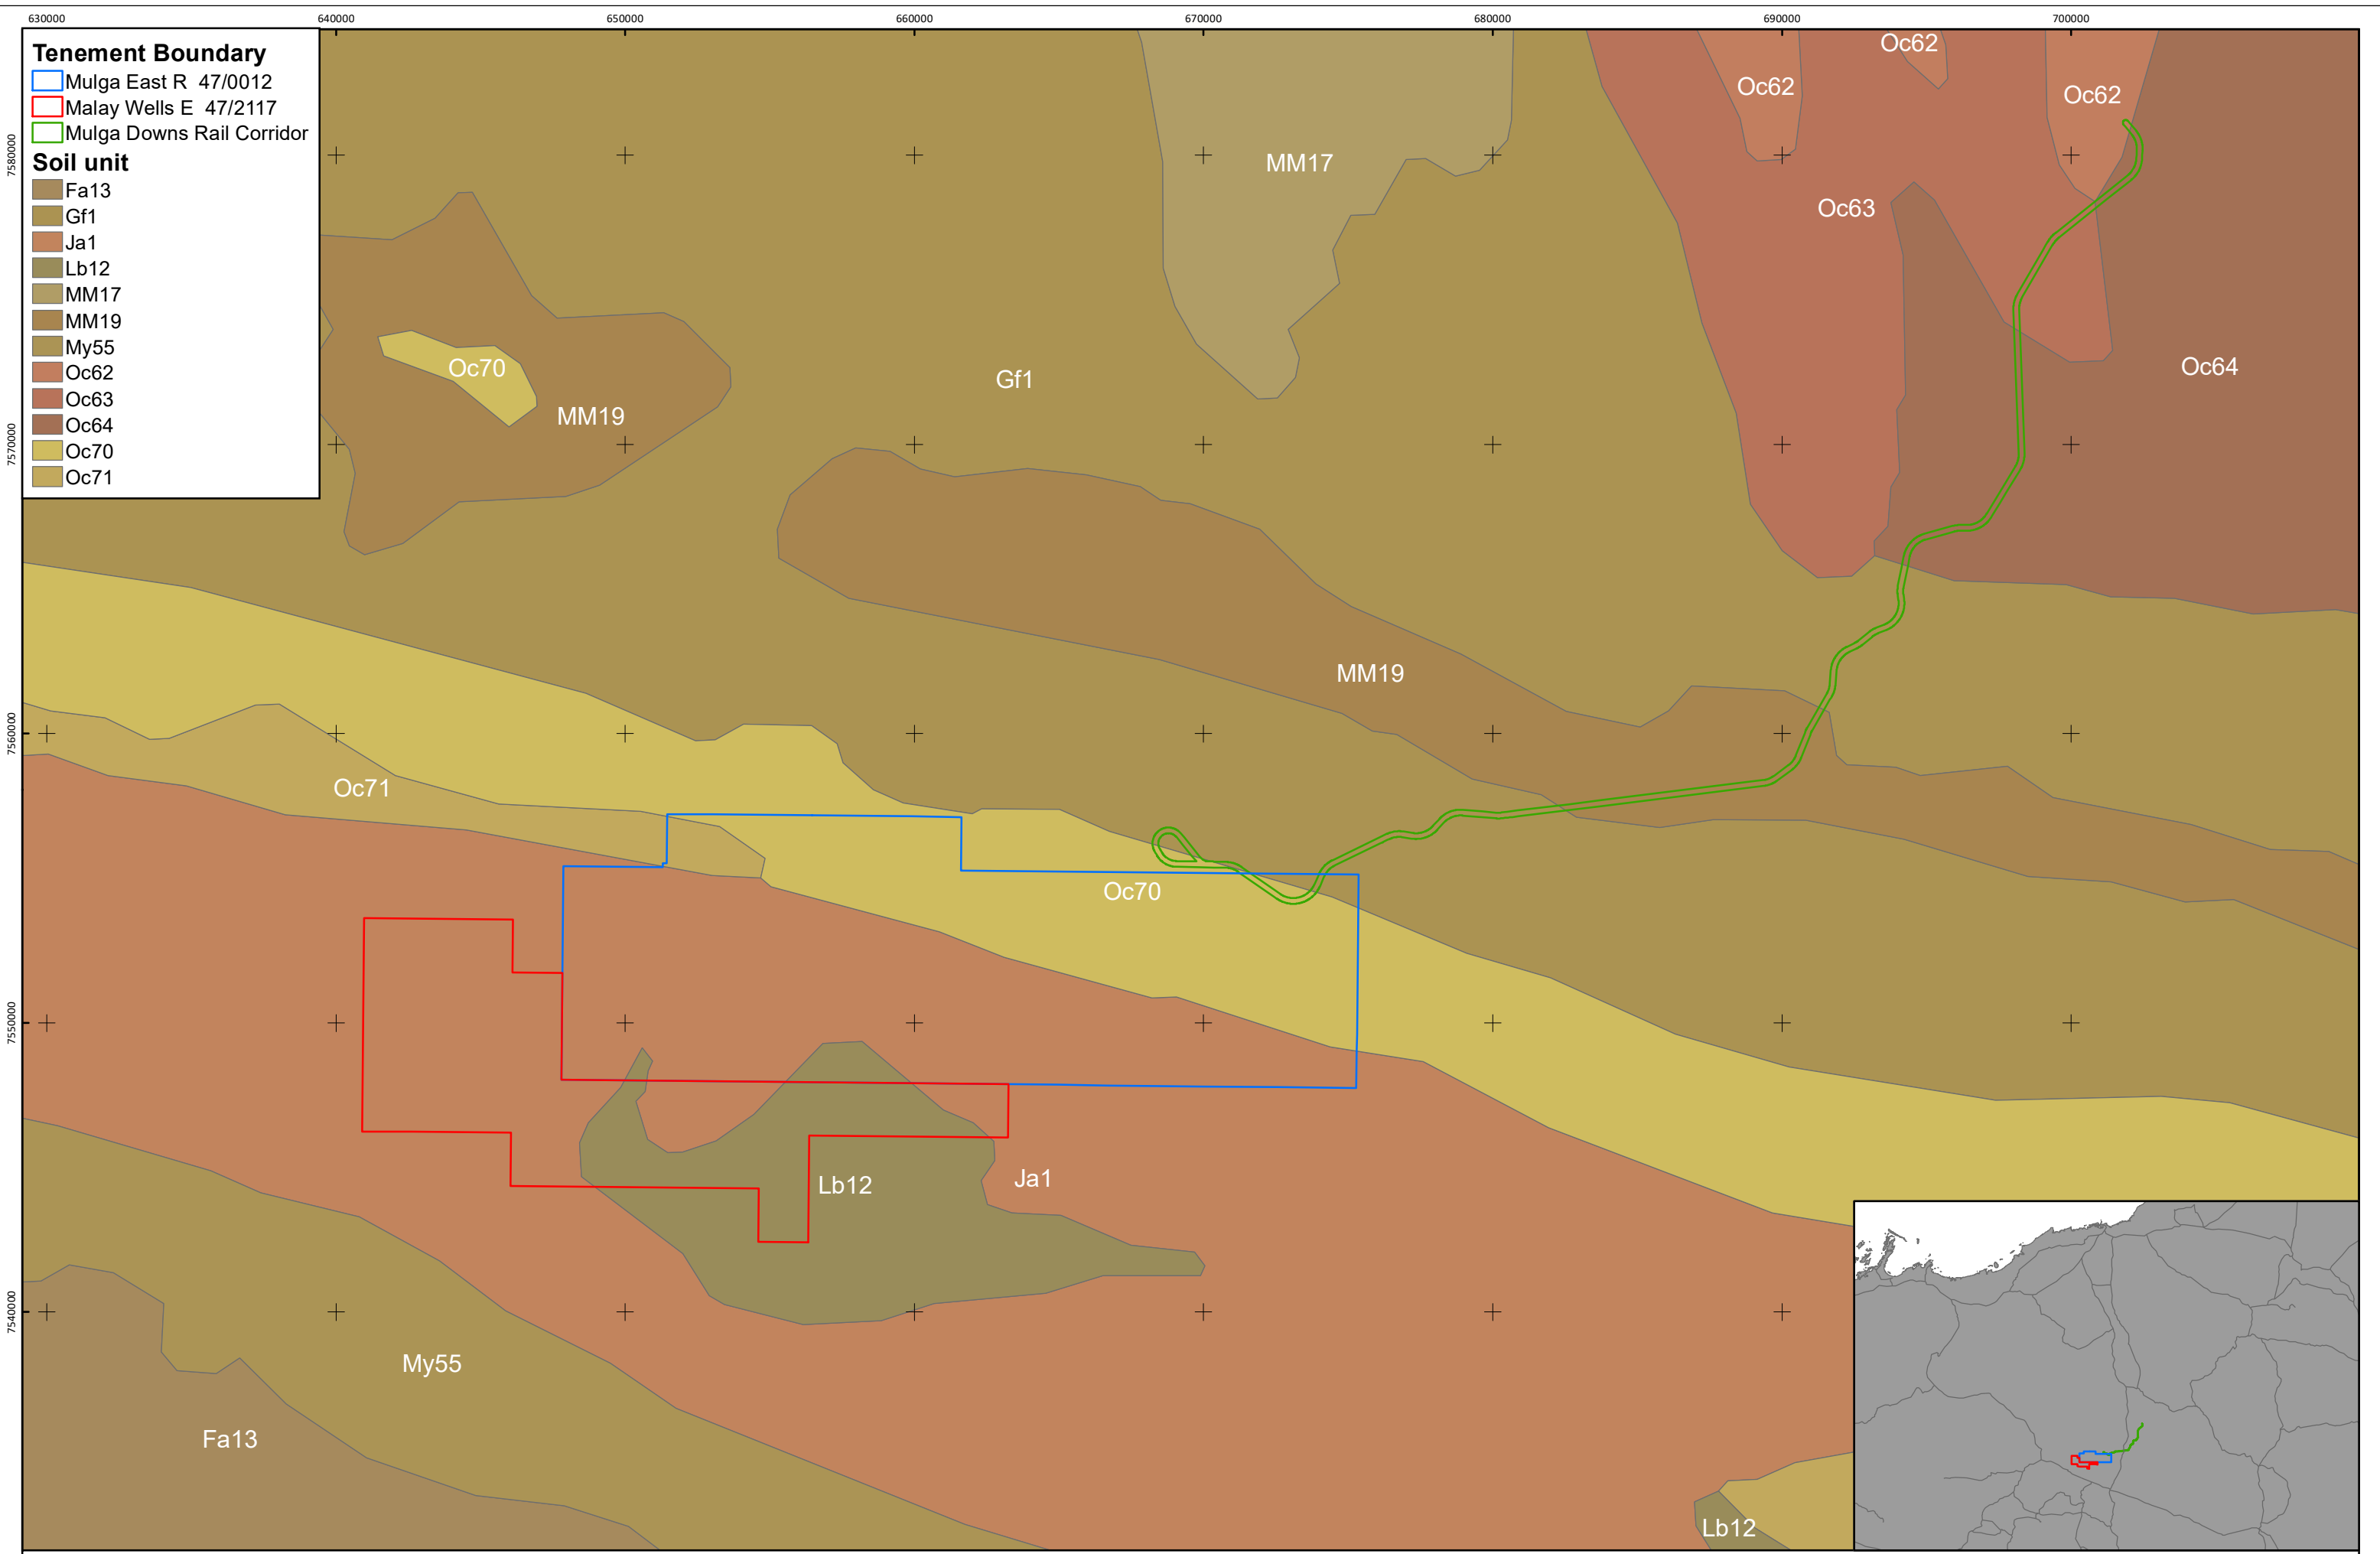 630000 640000 650000 660000 670000 680000 690000 700000
Tenement Boundary
Mulga East R 47/0012
Malay Wells E 47/2117
Mulga Downs Rail Corridor
Soil unit
Fa13
Gf1
Ja1
Lb12
MM17
MM19
My55
Oc62
Oc63
Oc64
Oc70
Oc71
7580000
7570000
7560000
7550000
7540000
Oc62
Oc62
Oc62
MM17
Oc63
Oc64
Oc70
Gf1
MM19
MM19
Oc71
Oc70
Ja1
Lb12
My55
Fa13
Lb12